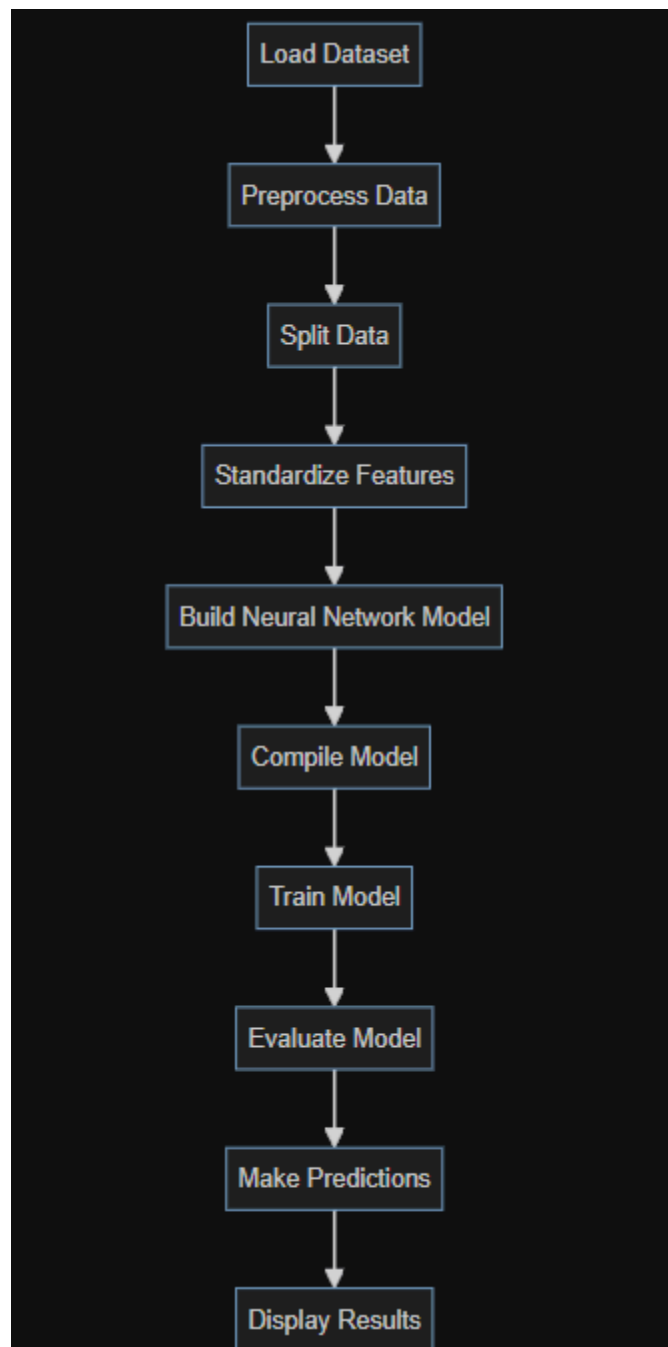 Load Dataset
Preprocess Data
Split Data
Standardize Features
Build Neural Network Model
Compile Model
Train Model
Evaluate Model
Make Predictions
Display Results